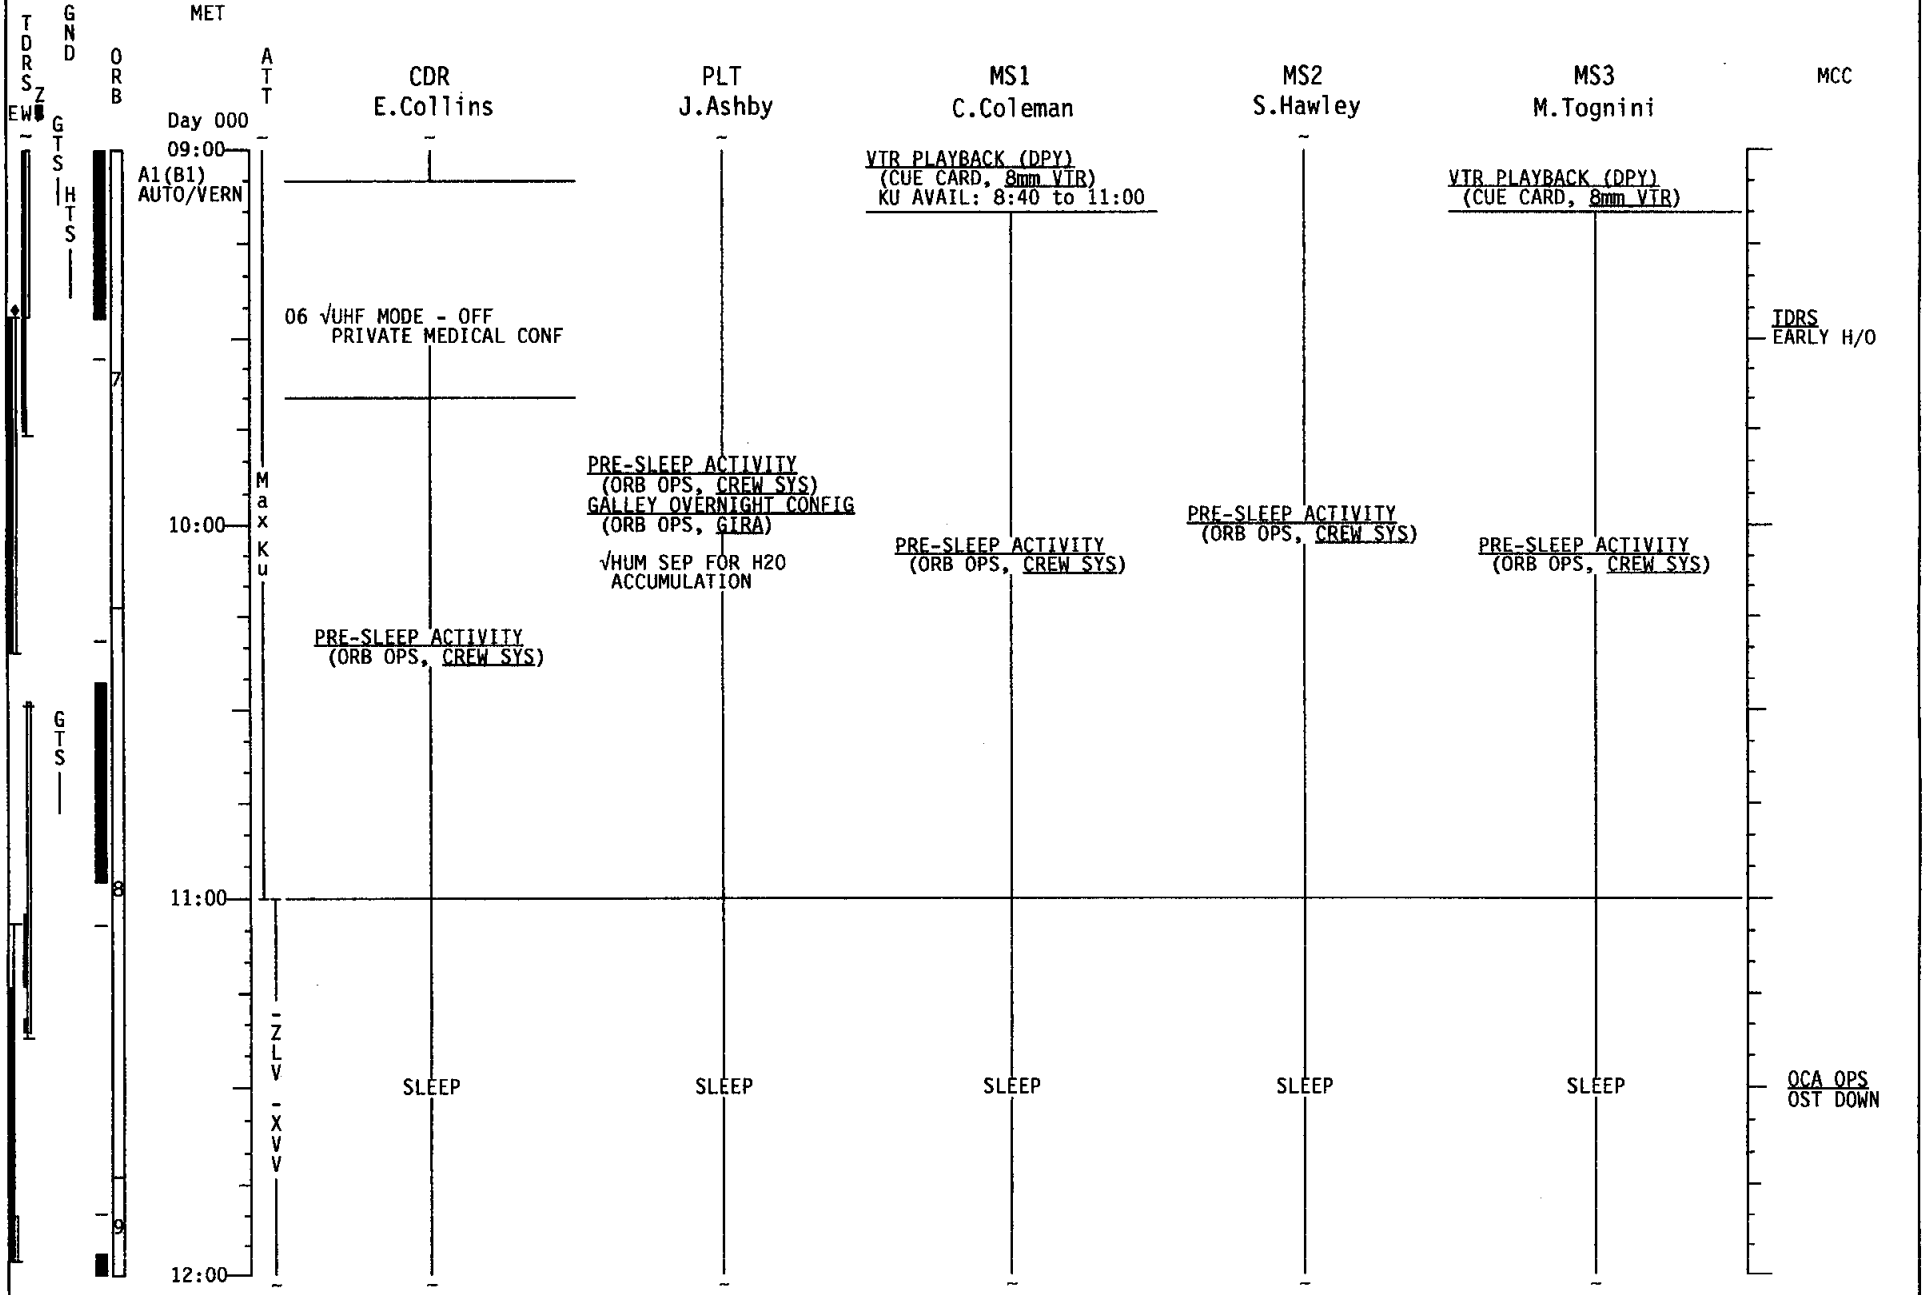 MET
TDRS
GND
ORB
ATT
EW
Z
CDR
E.Collins
PLT
J.Ashby
MS1
C.Coleman
MS2
S.Hawley
MS3
M.Tognini
MCC
Day 000
09:00
GTS
HTS
A1(B1)
AUTO/VERN
VTR PLAYBACK (DPY)
(CUE CARD, 8mm VTR)
KU AVAIL: 8:40 to 11:00
VTR PLAYBACK (DPY)
(CUE CARD, 8mm VTR)
06 √UHF MODE - OFF
PRIVATE MEDICAL CONF
TDRS
EARLY H/O
7
Max Ku
PRE-SLEEP ACTIVITY
(ORB OPS, CREW SYS)
GALLEY OVERNIGHT CONFIG
(ORB OPS, GIRA)
√HUM SEP FOR H2O
ACCUMULATION
10:00
PRE-SLEEP ACTIVITY
(ORB OPS, CREW SYS)
PRE-SLEEP ACTIVITY
(ORB OPS, CREW SYS)
PRE-SLEEP ACTIVITY
(ORB OPS, CREW SYS)
PRE-SLEEP ACTIVITY
(ORB OPS, CREW SYS)
GTS
8
11:00
-ZLV -XVV
SLEEP
SLEEP
SLEEP
SLEEP
SLEEP
OCA OPS
OST DOWN
9
12:00